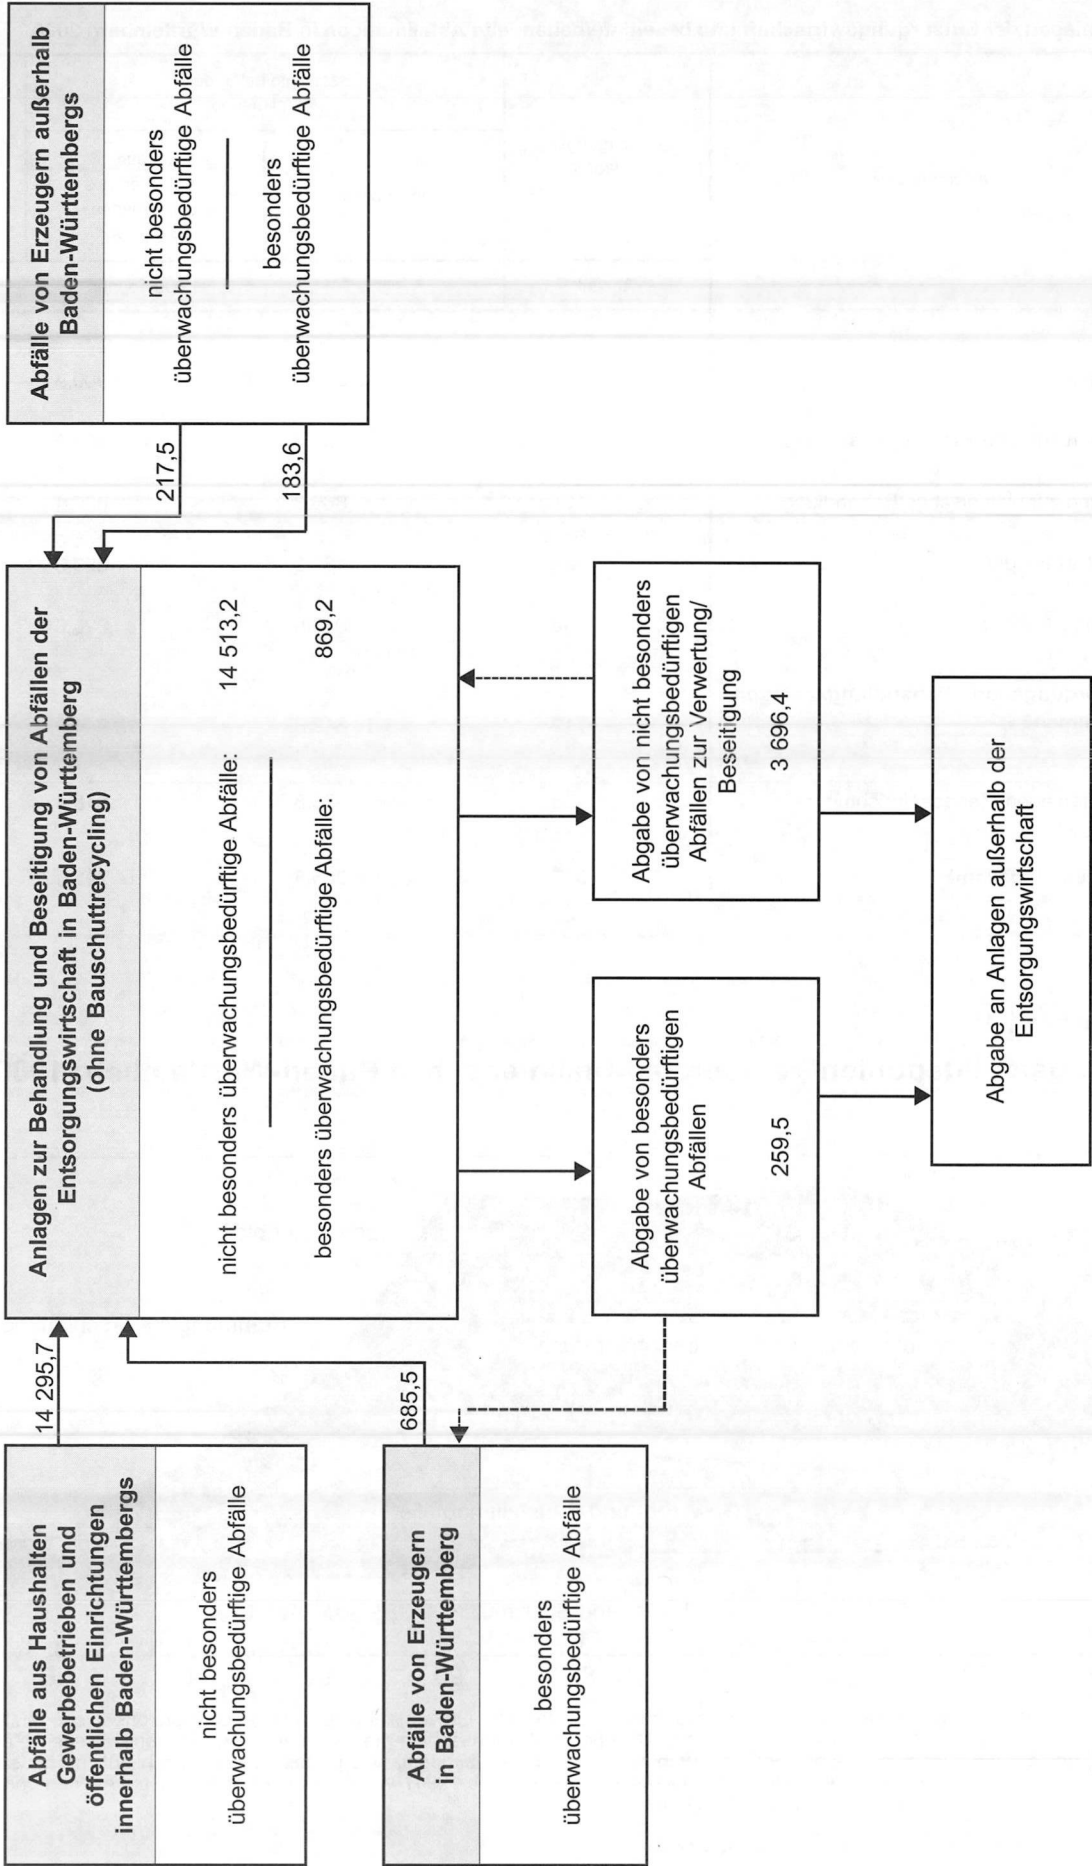 Abfälle aus Haushalten
Gewerbebetrieben und
öffentlichen Einrichtungen
innerhalb Baden-Württembergs
nicht besonders
überwachungsbedürftige Abfälle
14 295,7
Abfälle von Erzeugern
in Baden-Württemberg
besonders
überwachungsbedürftige Abfälle
685,5
Anlagen zur Behandlung und Beseitigung von Abfällen der
Entsorgungswirtschaft in Baden-Württemberg
(ohne Bauschuttrecycling)
nicht besonders überwachungsbedürftige Abfälle: 14 513,2
besonders überwachungsbedürftige Abfälle: 869,2
Abfälle von Erzeugern außerhalb
Baden-Württembergs
nicht besonders
überwachungsbedürftige Abfälle
besonders
überwachungsbedürftige Abfälle
217,5
183,6
Abgabe von besonders
überwachungsbedürftigen
Abfällen
259,5
Abgabe von nicht besonders
überwachungsbedürftigen
Abfällen zur Verwertung/
Beseitigung
3 696,4
Abgabe an Anlagen außerhalb der
Entsorgungswirtschaft